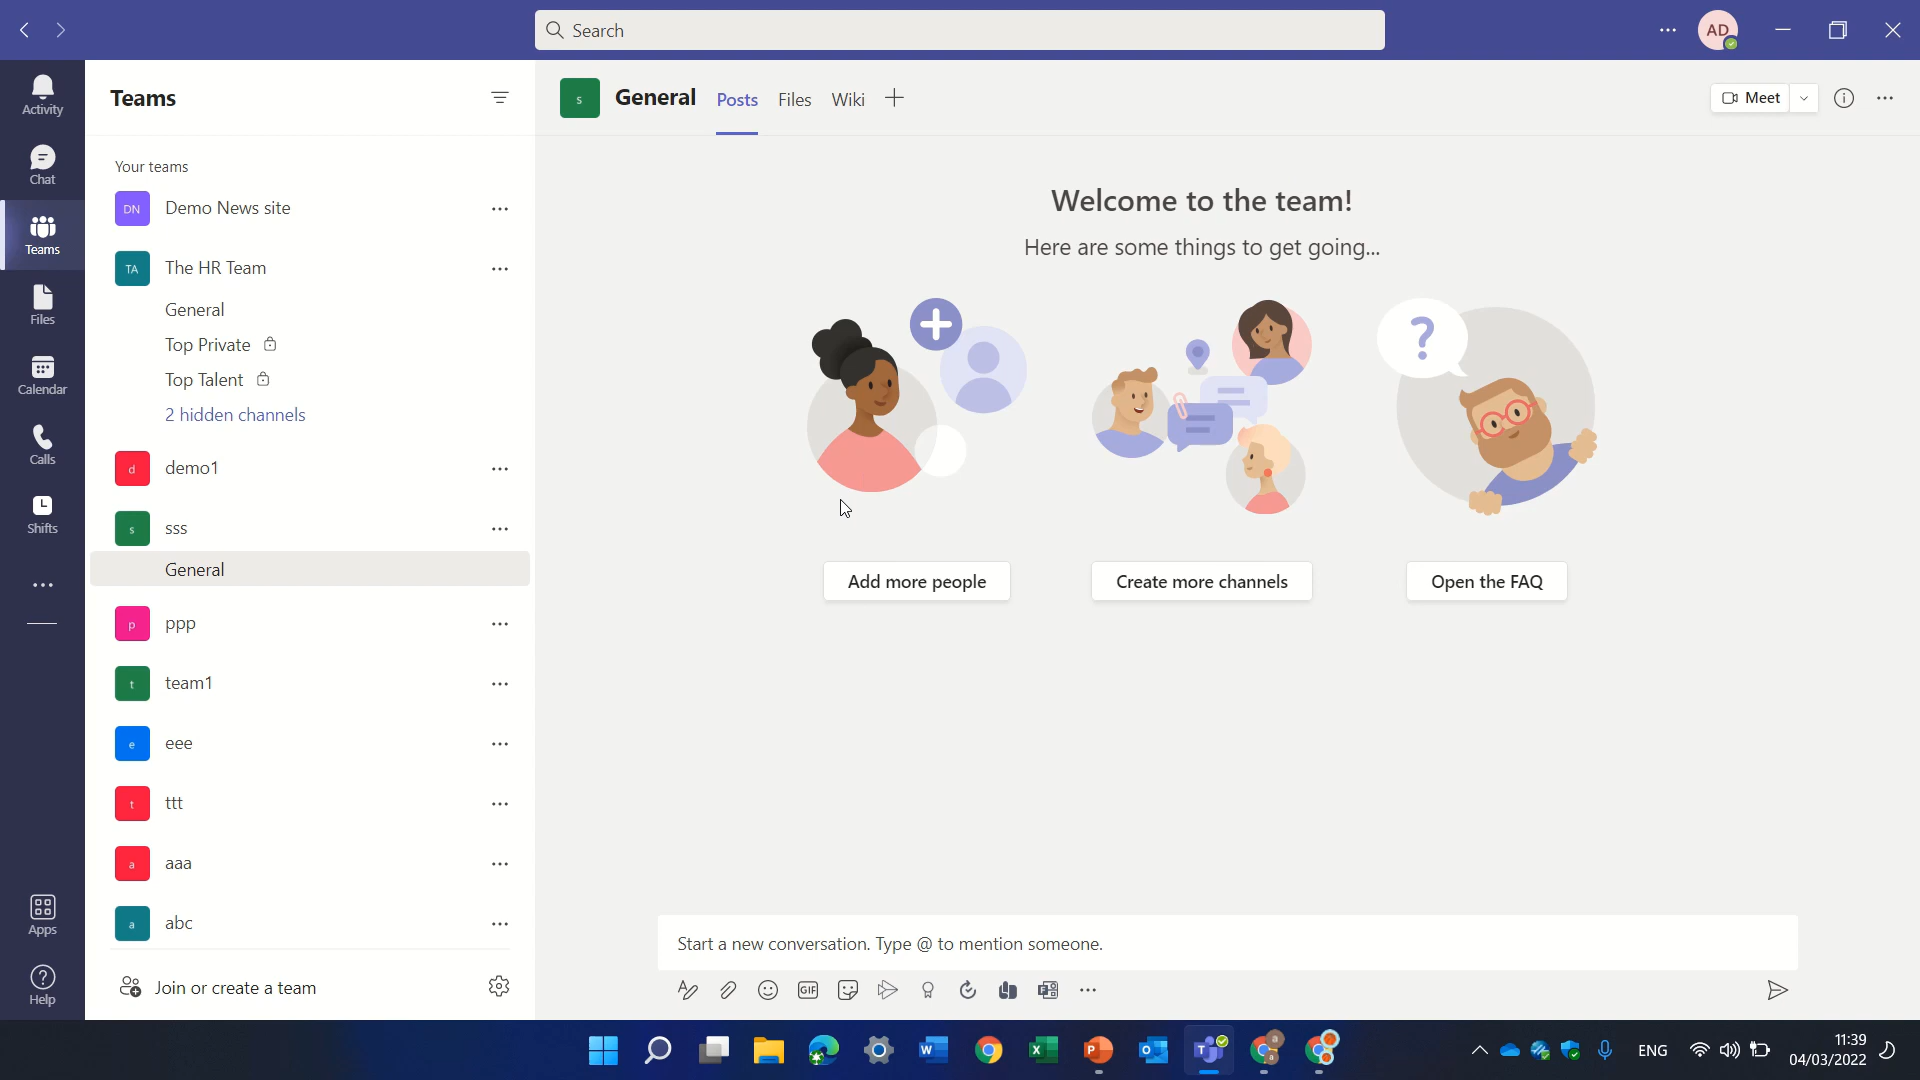 Search
AD
Activity
Chat
Teams
Files
Calendar
Calls
Shifts
Apps
Help
Teams
Your teams
DN Demo News site
TA The HR Team
General
Top Private
Top Talent
2 hidden channels
d demo1
s sss
General
p ppp
t team1
e eee
t ttt
a aaa
a abc
Join or create a team
s General Posts Files Wiki
Meet
Welcome to the team!
Here are some things to get going...
?
Add more people
Create more channels
Open the FAQ
Start a new conversation. Type @ to mention someone.
GIF
ENG
11:39
04/03/2022